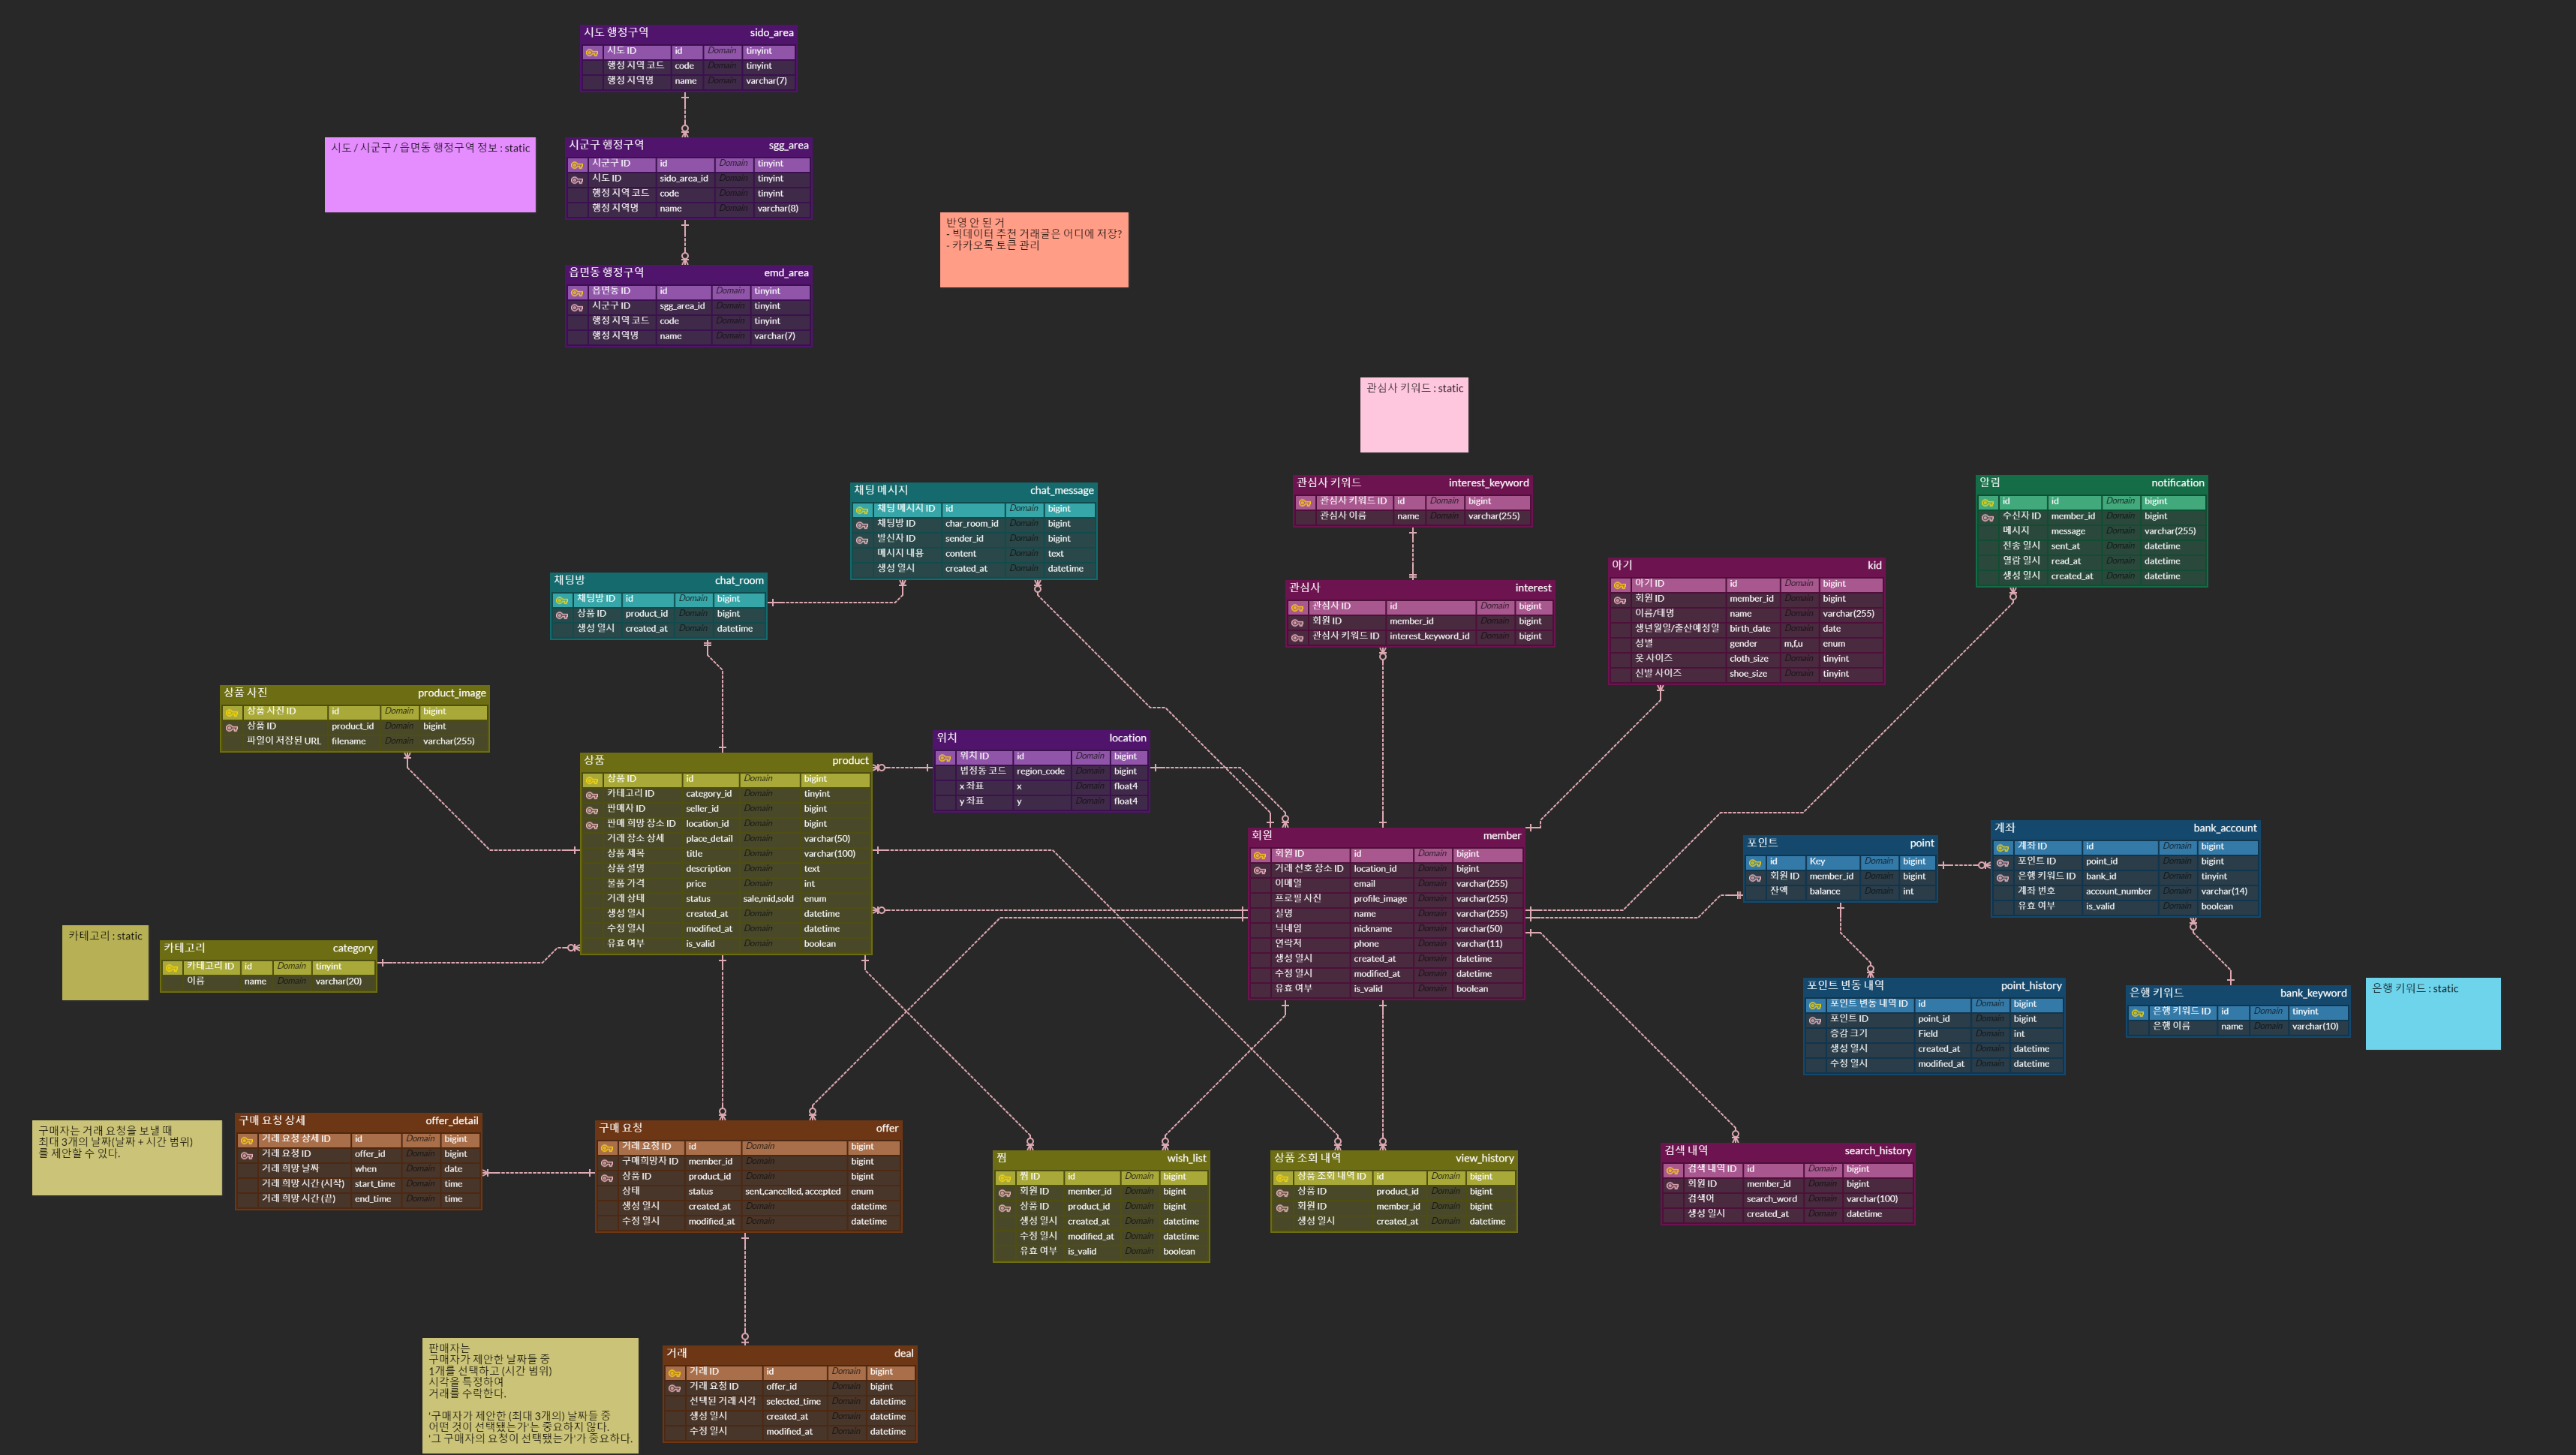 시도 행정구역 sido_area
시도 ID id Domain tinyint
행정 지역 코드 code Domain tinyint
행정 지역명 name Domain varchar(7)
시도 / 시군구 / 읍면동 행정구역 정보 : static
시군구 행정구역 sgg_area
시군구 ID id Domain tinyint
시도 ID sido_area_id Domain tinyint
행정 지역 코드 code Domain tinyint
행정 지역명 name Domain varchar(8)
반영 안 된 거
- 빅데이터 추천 거래글은 어디에 저장?
- 카카오톡 토큰 관리
읍면동 행정구역 emd_area
읍면동 ID id Domain tinyint
시군구 ID sgg_area_id Domain tinyint
행정 지역 코드 code Domain tinyint
행정 지역명 name Domain varchar(7)
관심사 키워드 : static
채팅 메시지 chat_message
채팅 메시지 ID id Domain bigint
채팅방 ID char_room_id Domain bigint
발신자 ID sender_id Domain bigint
메시지 내용 content Domain text
생성 일시 created_at Domain datetime
관심사 키워드 interest_keyword
관심사 키워드 ID id Domain bigint
관심사 이름 name Domain varchar(255)
알림 notification
id id Domain bigint
수신자 ID member_id Domain bigint
메시지 message Domain varchar(255)
전송 일시 sent_at Domain datetime
열람 일시 read_at Domain datetime
생성 일시 created_at Domain datetime
채팅방 chat_room
채팅방 ID id Domain bigint
상품 ID product_id Domain bigint
생성 일시 created_at Domain datetime
관심사 interest
관심사 ID id Domain bigint
회원 ID member_id Domain bigint
관심사 키워드 ID interest_keyword_id Domain bigint
아기 kid
아기 ID id Domain bigint
회원 ID member_id Domain bigint
이름/태명 name Domain varchar(255)
생년월일/출산예정일 birth_date Domain date
성별 gender m,f,u enum
옷 사이즈 cloth_size Domain tinyint
신발 사이즈 shoe_size Domain tinyint
상품 사진 product_image
상품 사진 ID id Domain bigint
상품 ID product_id Domain bigint
파일이 저장된 URL filename Domain varchar(255)
상품 product
상품 ID id Domain bigint
카테고리 ID category_id Domain tinyint
판매자 ID seller_id Domain bigint
판매 희망 장소 ID location_id Domain bigint
거래 장소 상세 place_detail Domain varchar(50)
상품 제목 title Domain varchar(100)
상품 설명 description Domain text
물품 가격 price Domain int
거래 상태 status sale,mid,sold enum
생성 일시 created_at Domain datetime
수정 일시 modified_at Domain datetime
유효 여부 is_valid Domain boolean
위치 location
위치 ID id Domain bigint
법정동 코드 region_code Domain bigint
x 좌표 x Domain float4
y 좌표 y Domain float4
회원 member
회원 ID id Domain bigint
거래 선호 장소 ID location_id Domain bigint
이메일 email Domain varchar(255)
프로필 사진 profile_image Domain varchar(255)
실명 name Domain varchar(255)
닉네임 nickname Domain varchar(50)
연락처 phone Domain varchar(11)
생성 일시 created_at Domain datetime
수정 일시 modified_at Domain datetime
유효 여부 is_valid Domain boolean
포인트 point
id Key Domain bigint
회원 ID member_id Domain bigint
잔액 balance Domain int
계좌 bank_account
계좌 ID id Domain bigint
포인트 ID point_id Domain bigint
은행 키워드 ID bank_id Domain tinyint
계좌 번호 account_number Domain varchar(14)
유효 여부 is_valid Domain boolean
카테고리 : static
카테고리 category
카테고리 ID id Domain tinyint
이름 name Domain varchar(20)
포인트 변동 내역 point_history
포인트 변동 내역 ID id Domain bigint
포인트 ID point_id Domain bigint
증감 크기 Field Domain int
생성 일시 created_at Domain datetime
수정 일시 modified_at Domain datetime
은행 키워드 bank_keyword
은행 키워드 ID id Domain tinyint
은행 이름 name Domain varchar(10)
은행 키워드 : static
구매자는 거래 요청을 보낼 때
최대 3개의 날짜(날짜 + 시간 범위)
를 제안할 수 있다.
구매 요청 상세 offer_detail
거래 요청 상세 ID id Domain bigint
거래 요청 ID offer_id Domain bigint
거래 희망 날짜 when Domain date
거래 희망 시간 (시작) start_time Domain time
거래 희망 시간 (끝) end_time Domain time
구매 요청 offer
거래 요청 ID id Domain bigint
구매희망자 ID member_id Domain bigint
상품 ID product_id Domain bigint
상태 status sent,cancelled, accepted enum
생성 일시 created_at Domain datetime
수정 일시 modified_at Domain datetime
찜 wish_list
찜 ID id Domain bigint
회원 ID member_id Domain bigint
상품 ID product_id Domain bigint
생성 일시 created_at Domain datetime
수정 일시 modified_at Domain datetime
유효 여부 is_valid Domain boolean
상품 조회 내역 view_history
상품 조회 내역 ID id Domain bigint
상품 ID product_id Domain bigint
회원 ID member_id Domain bigint
생성 일시 created_at Domain datetime
검색 내역 search_history
검색 내역 ID id Domain bigint
회원 ID member_id Domain bigint
검색어 search_word Domain varchar(100)
생성 일시 created_at Domain datetime
판매자는
구매자가 제안한 날짜들 중
1개를 선택하고 (시간 범위)
시각을 특정하여
거래를 수락한다.
'구매자가 제안한 (최대 3개의) 날짜들 중
어떤 것이 선택됐는가'는 중요하지 않다.
'그 구매자의 요청이 선택됐는가'가 중요하다.
거래 deal
거래 ID id Domain bigint
거래 요청 ID offer_id Domain bigint
선택된 거래 시각 selected_time Domain datetime
생성 일시 created_at Domain datetime
수정 일시 modified_at Domain datetime